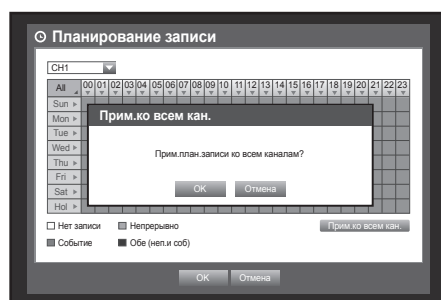 Планирование записи
CH1
All 00 01 02 03 04 05 06 07 08 09 10 11 12 13 14 15 16 17 18 19 20 21 22 23
Sun
Mon
Tue
Wed
Thu
Fri
Sat
Hol
Прим.ко всем кан.
Прим.план.записи ко всем каналам?
OK Отмена
Нет записи Непрерывно Прим.ко всем кан.
Событие Обе (неп.и соб)
OK Отмена